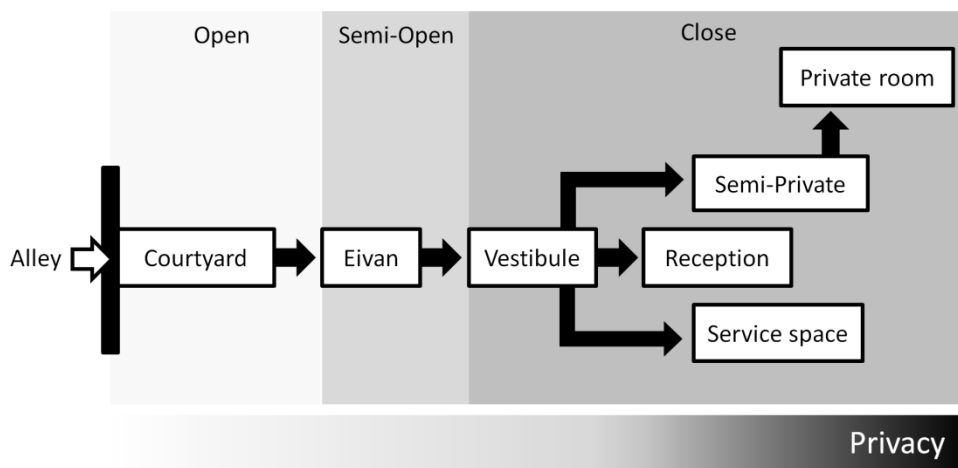 Open
Semi-Open
Close
Private room
Semi-Private
Alley
Courtyard
Eivan
Vestibule
Reception
Service space
Privacy